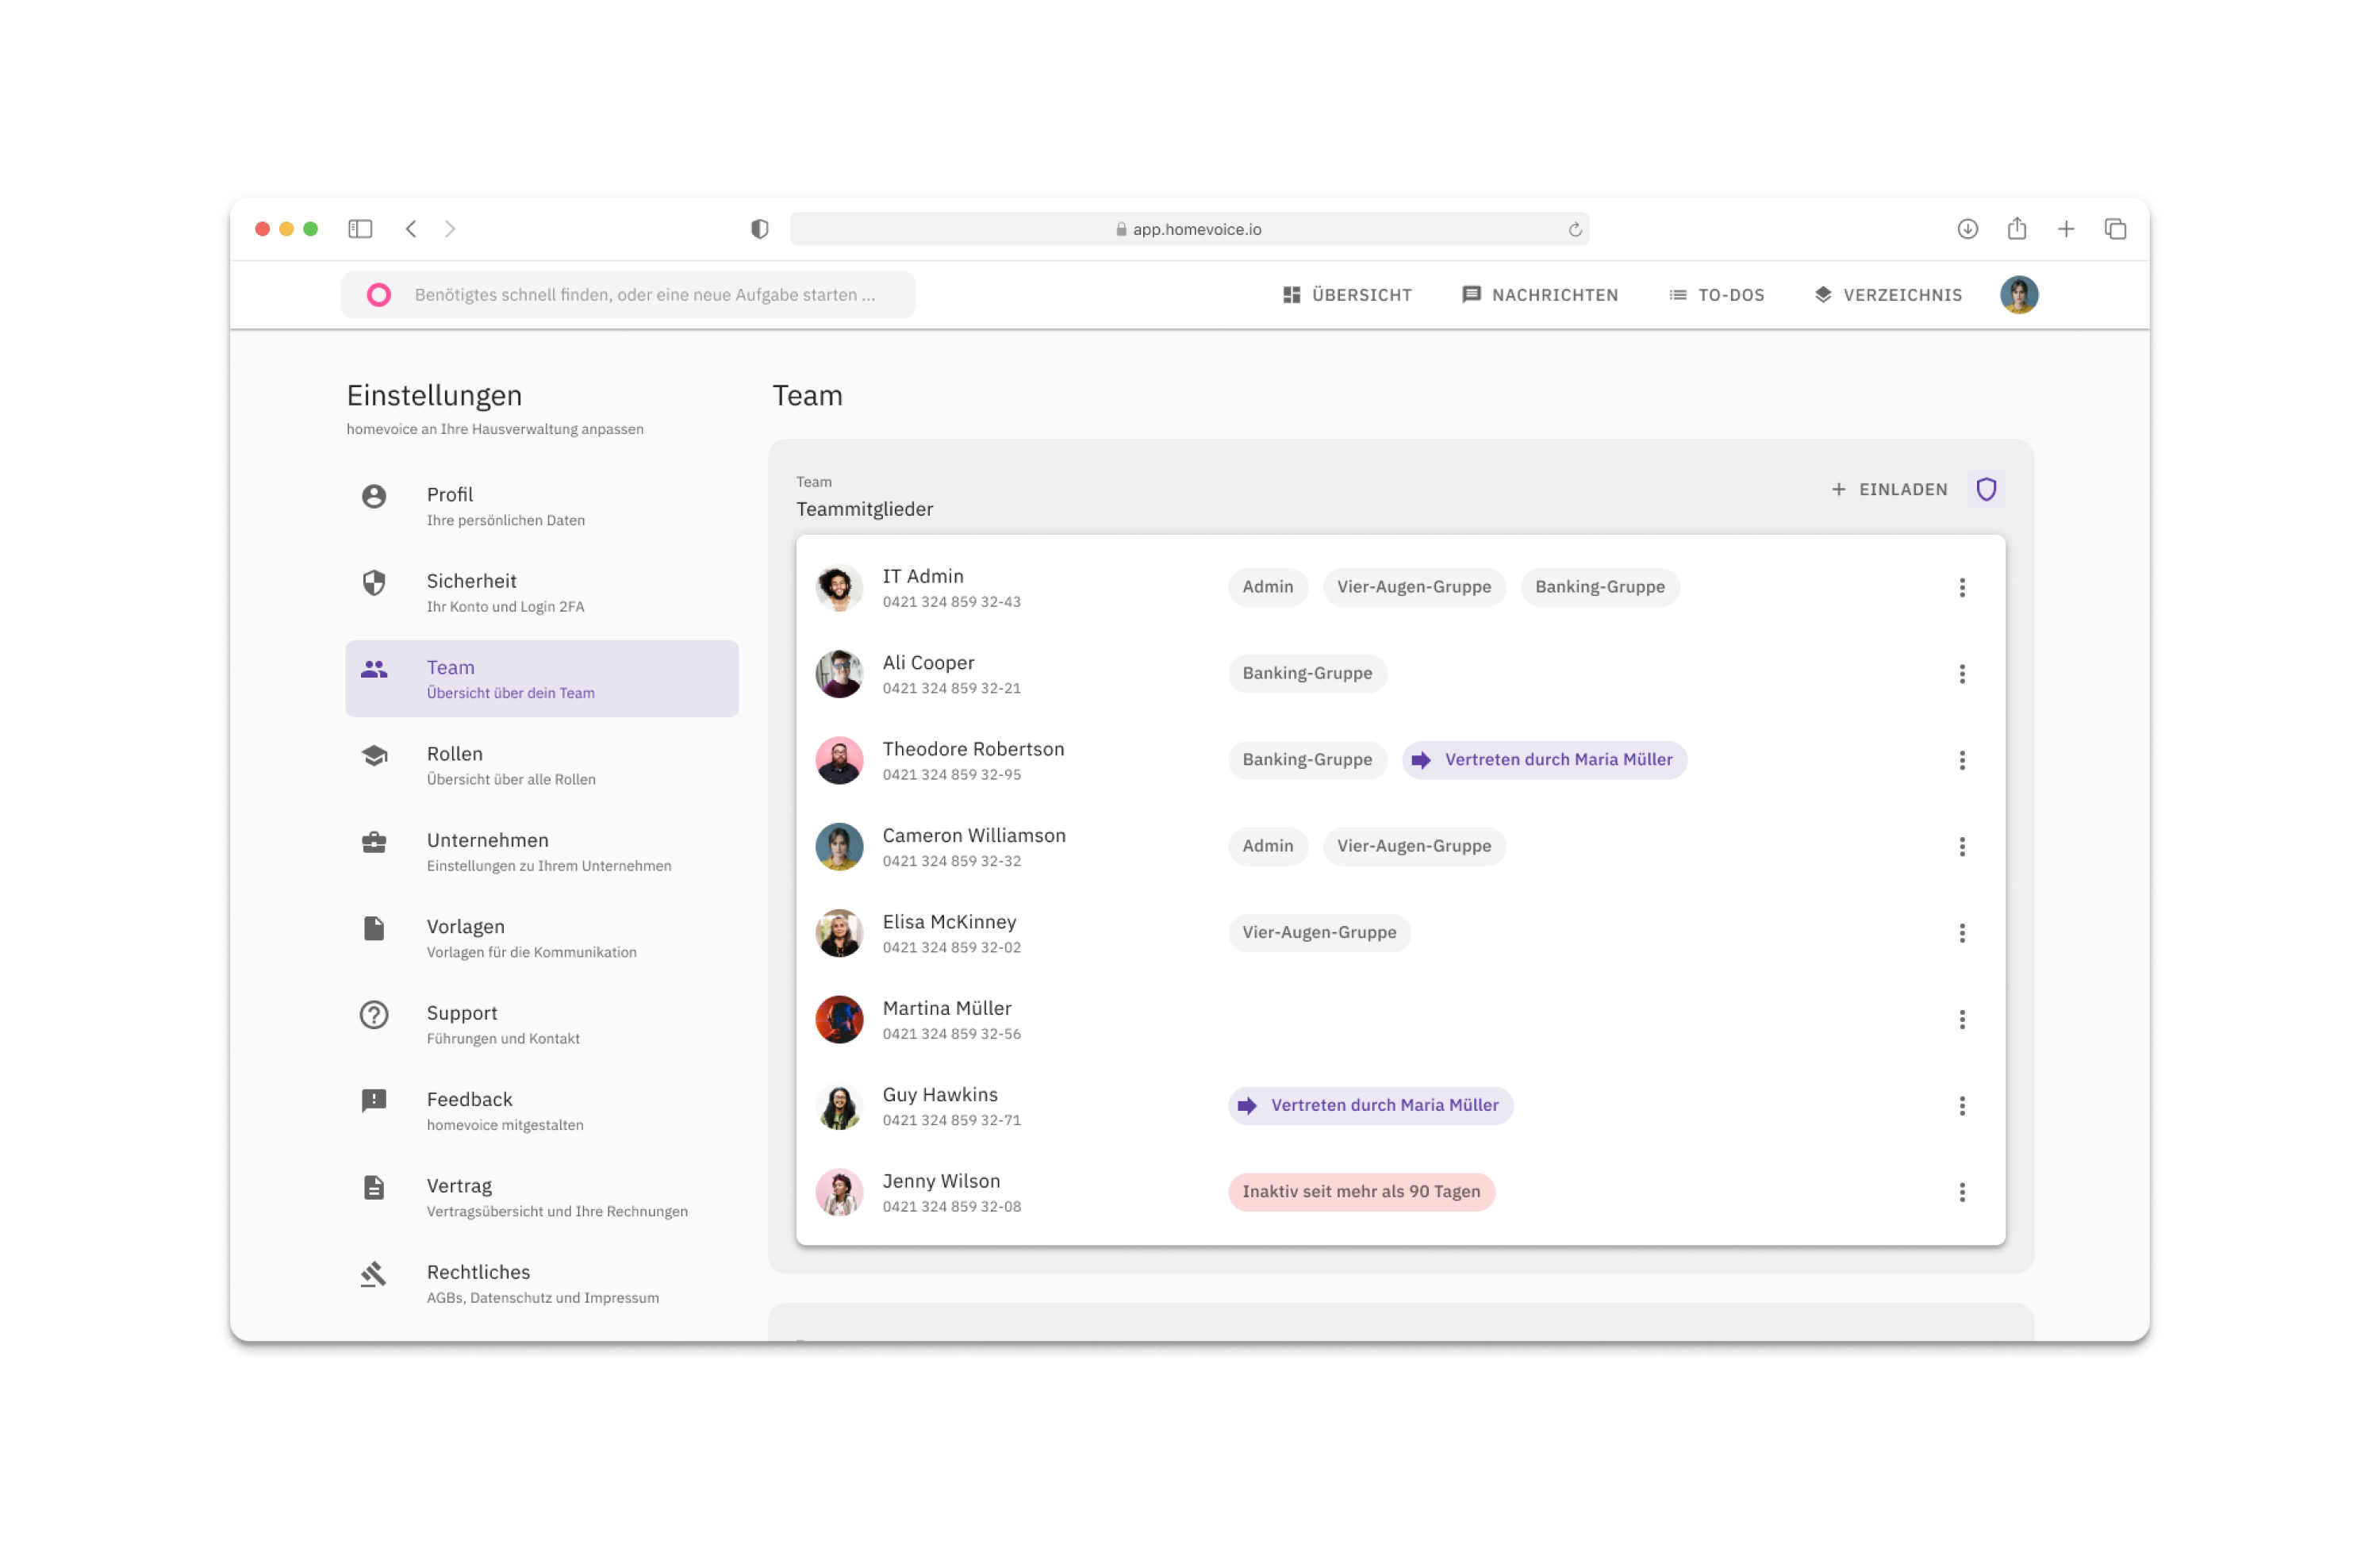 app.homevoice.io
Benötigtes schnell finden, oder eine neue Aufgabe starten ...
ÜBERSICHT
NACHRICHTEN
TO-DOS
VERZEICHNIS
Einstellungen
homevoice an Ihre Hausverwaltung anpassen
Profil
Ihre persönlichen Daten
Sicherheit
Ihr Konto und Login 2FA
Team
Übersicht über dein Team
Rollen
Übersicht über alle Rollen
Unternehmen
Einstellungen zu Ihrem Unternehmen
Vorlagen
Vorlagen für die Kommunikation
Support
Führungen und Kontakt
Feedback
homevoice mitgestalten
Vertrag
Vertragsübersicht und Ihre Rechnungen
Rechtliches
AGBs, Datenschutz und Impressum
Team
Team
Teammitglieder
+ EINLADEN
IT Admin
0421 324 859 32-43
Admin
Vier-Augen-Gruppe
Banking-Gruppe
Ali Cooper
0421 324 859 32-21
Banking-Gruppe
Theodore Robertson
0421 324 859 32-95
Banking-Gruppe
Vertreten durch Maria Müller
Cameron Williamson
0421 324 859 32-32
Admin
Vier-Augen-Gruppe
Elisa McKinney
0421 324 859 32-02
Vier-Augen-Gruppe
Martina Müller
0421 324 859 32-56
Guy Hawkins
0421 324 859 32-71
Vertreten durch Maria Müller
Jenny Wilson
0421 324 859 32-08
Inaktiv seit mehr als 90 Tagen